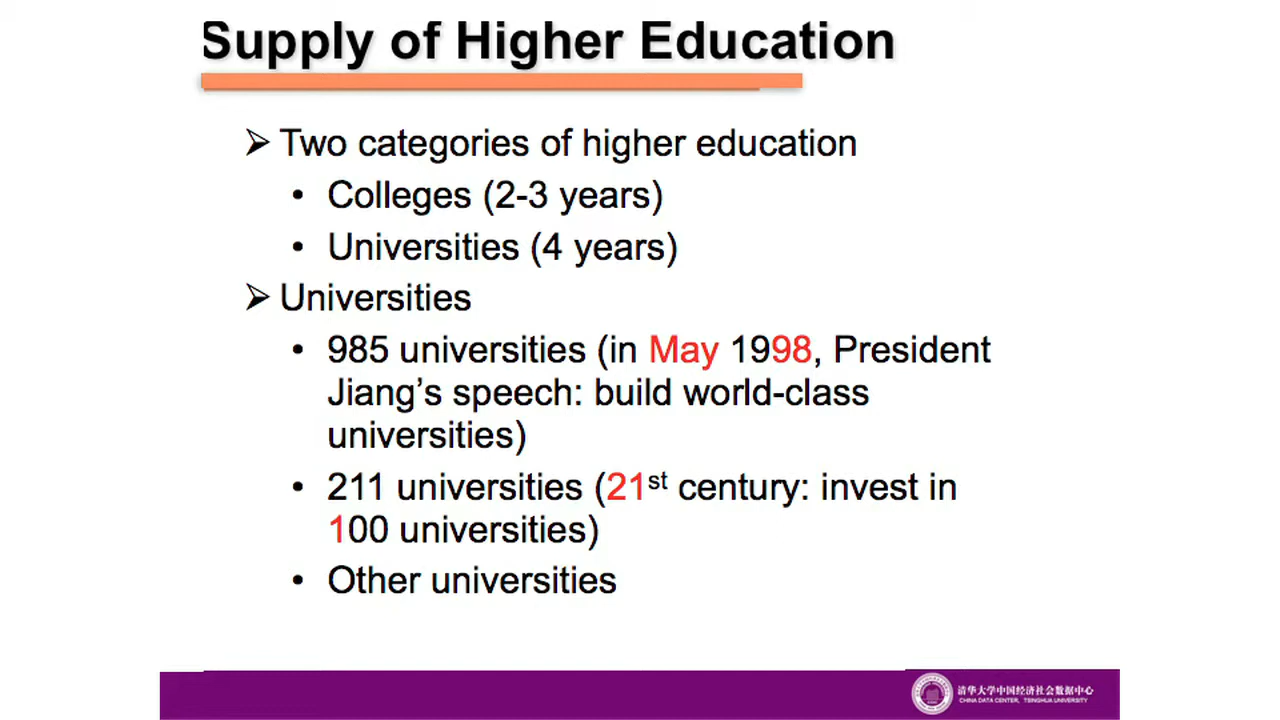 Supply of Higher Education
➢ Two categories of higher education
• Colleges (2-3 years)
• Universities (4 years)
➢ Universities
• 985 universities (in May 1998, President
Jiang’s speech: build world-class
universities)
• 211 universities (21st century: invest in
100 universities)
• Other universities
清华大学中国经济社会数据中心
CHINA DATA CENTER, TSINGHUA UNIVERSITY